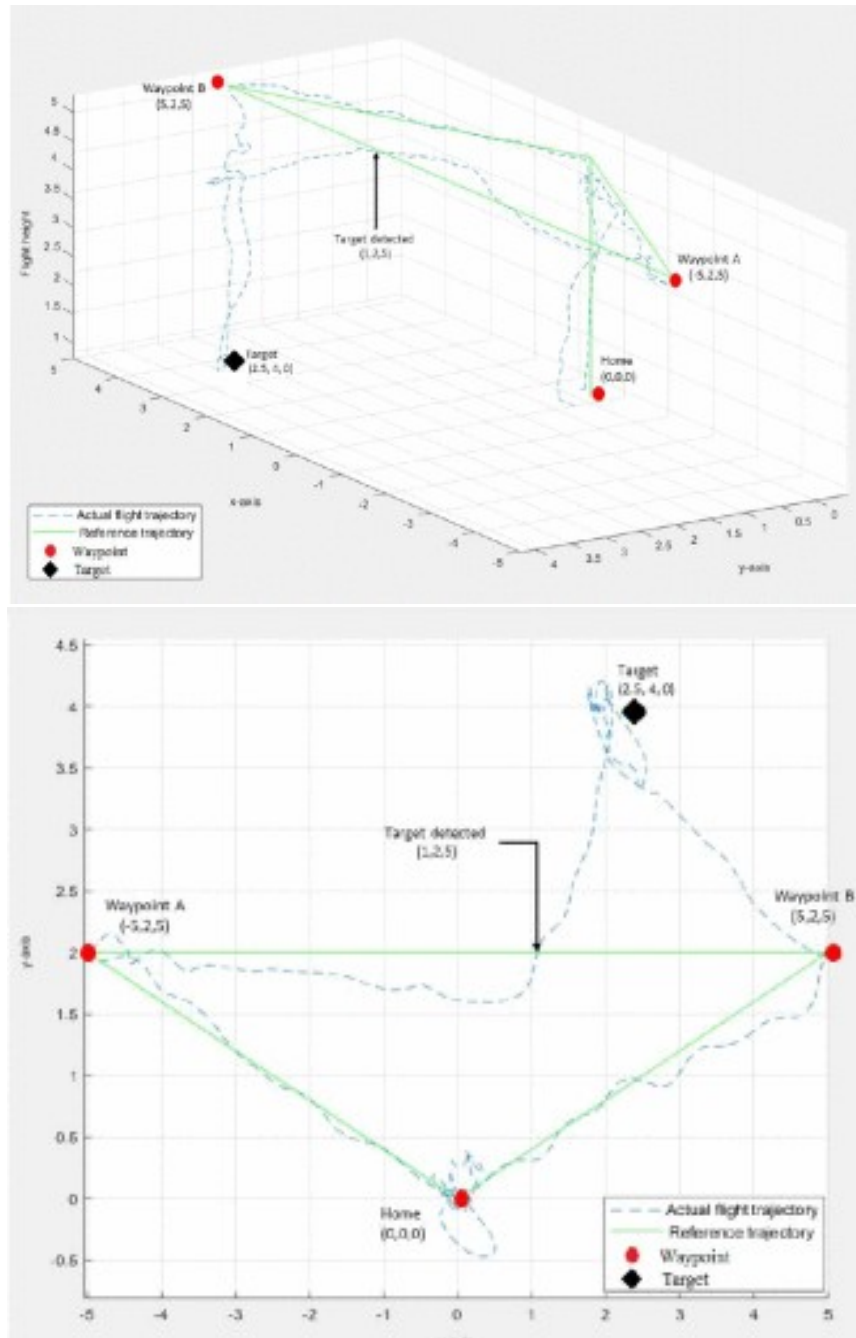 Waypoint B
(5,2,5)
5
4.5
4
3.5
3
2.5
2
1.5
1
Flight height
Target detected
(1,2,5)
Waypoint A
(-5,2,5)
Target
(2.5, 4, 0)
Home
(0,0,0)
5
4
3
2
1
0
-1
-2
-3
-5
x-axis
4
3.5
3
2.5
2
1.5
1
0.5
0
y-axis
Actual flight trajectory
Reference trajectory
Waypoint
Target
4.5
4
3.5
3
2.5
2
1.5
1
0.5
0
-0.5
y-axis
Target
(2.5, 4, 0)
Target detected
(1,2,5)
Waypoint A
(-5,2,5)
Waypoint B
(5,2,5)
Home
(0,0,0)
Actual flight trajectory
Reference trajectory
Waypoint
Target
-5 -4 -3 -2 -1 0 1 2 3 4 5